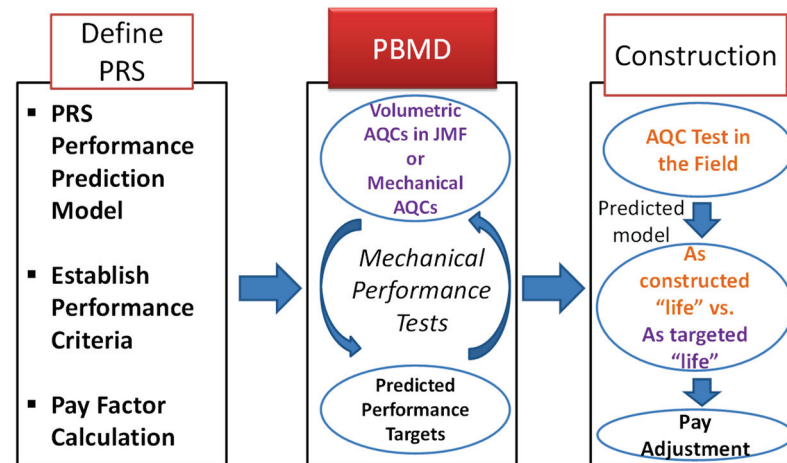 Define
PRS
▪ PRS
Performance
Prediction
Model
▪ Establish
Performance
Criteria
▪ Pay Factor
Calculation
PBMD
Volumetric
AQCs in JMF
or
Mechanical
AQCs
Mechanical
Performance
Tests
Predicted
Performance
Targets
Construction
AQC Test in
the Field
Predicted
model
As
constructed
“life” vs.
As targeted
“life”
Pay
Adjustment